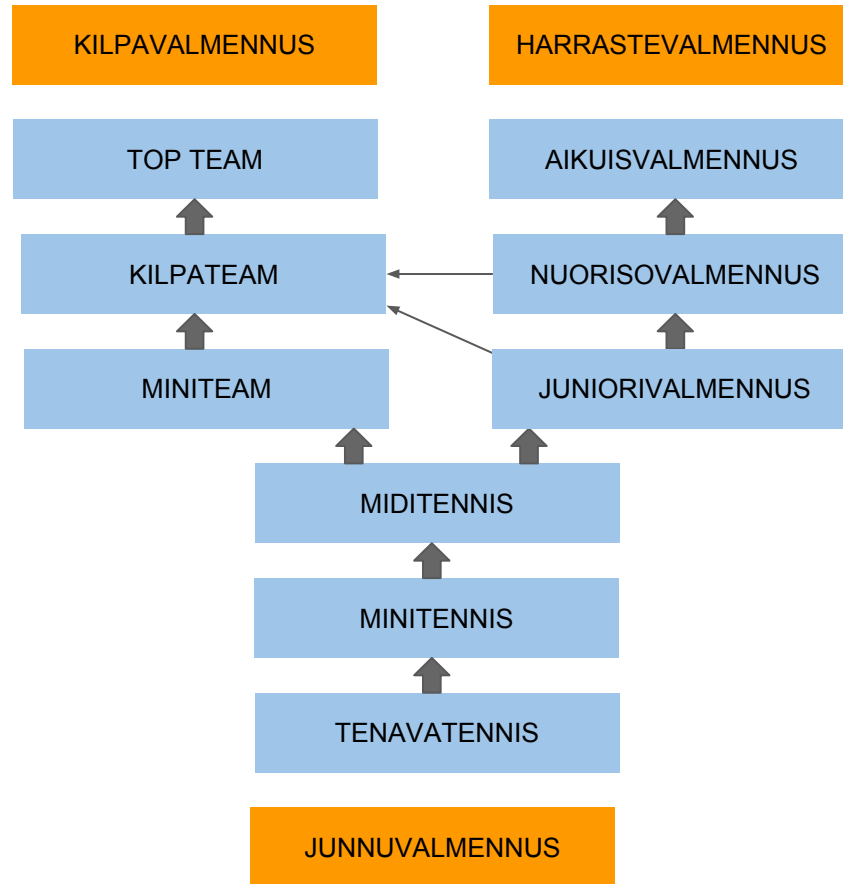 KILPAVALMENNUS
HARRASTEVALMENNUS
TOP TEAM
AIKUISVALMENNUS
KILPATEAM
NUORISOVALMENNUS
MINITEAM
JUNIORIVALMENNUS
MIDITENNIS
MINITENNIS
TENAVATENNIS
JUNNUVALMENNUS